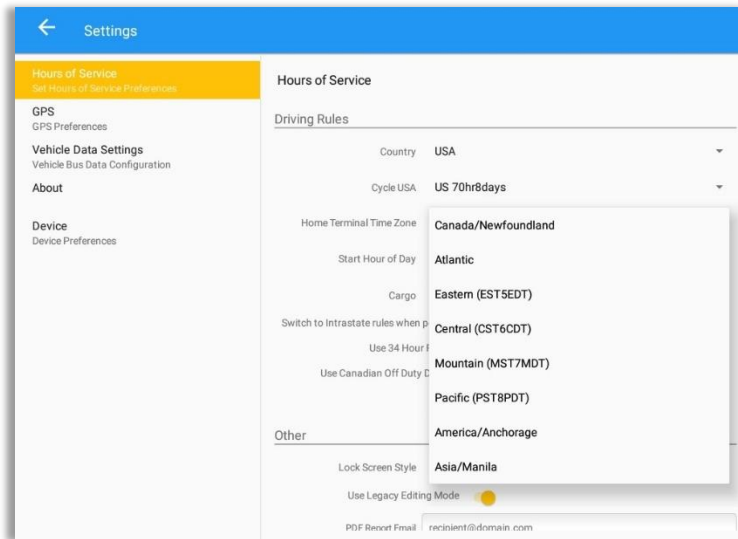 Settings
Hours of Service
Set Hours of Service Preferences
GPS
GPS Preferences
Vehicle Data Settings
Vehicle Bus Data Configuration
About
Device
Device Preferences
Hours of Service
Driving Rules
Country USA
Cycle USA US 70hr8days
Home Terminal Time Zone
Canada/Newfoundland
Start Hour of Day
Atlantic
Cargo
Eastern (EST5EDT)
Switch to Intrastate rules when p
Central (CST6CDT)
Use 34 Hour
Mountain (MST7MDT)
Use Canadian Off Duty D
Pacific (PST8PDT)
America/Anchorage
Other
Lock Screen Style
Asia/Manila
Use Legacy Editing Mode
PDF Report Email recipient@domain.com